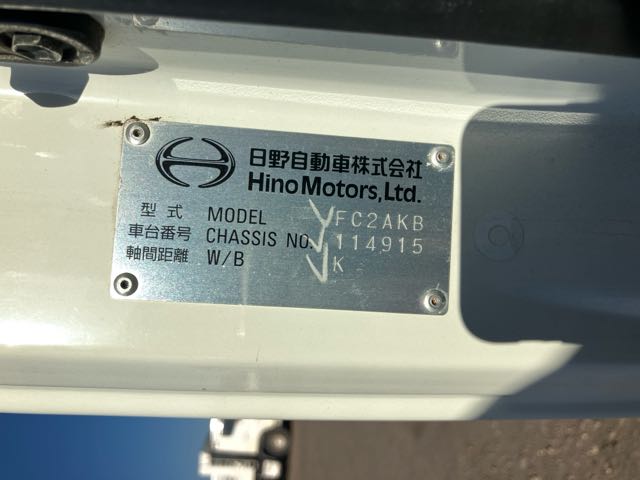 日野自動車株式会社
Hino Motors, Ltd.
型式 MODEL FC2AKB
車台番号 CHASSIS NO. 114915
軸間距離 W/B K